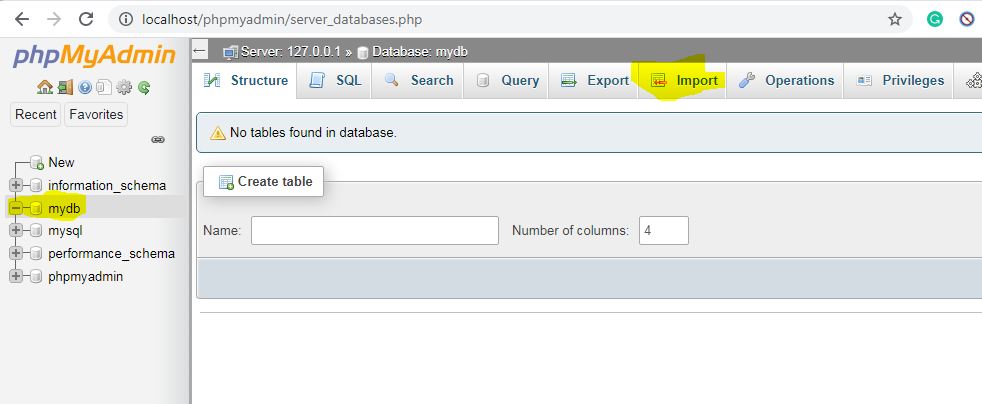 localhost/phpmyadmin/server_databases.php
phpMyAdmin
Server: 127.0.0.1 » Database: mydb
Structure SQL Search Query Export Import Operations Privileges
Recent Favorites
No tables found in database.
New
information_schema
mydb
mysql
performance_schema
phpmyadmin
Create table
Name: Number of columns: 4